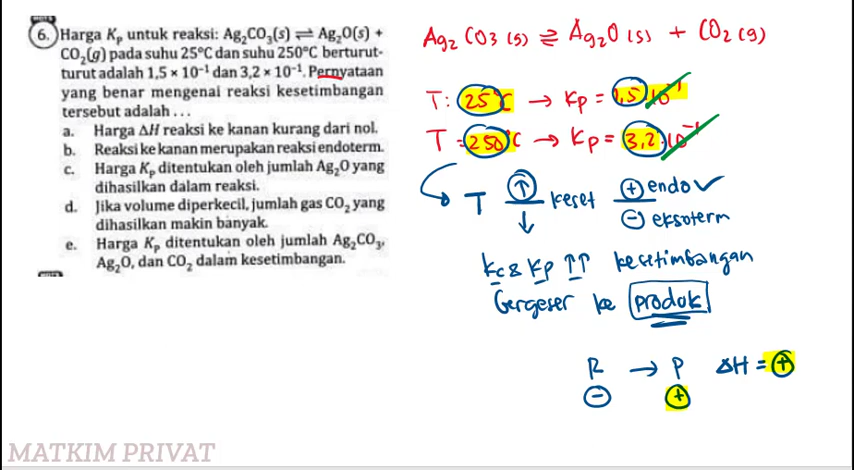 6. Harga Kp untuk reaksi: Ag₂CO₃(s) ⇌ Ag₂O(s) +
CO₂(g) pada suhu 25°C dan suhu 250°C berturut-
turut adalah 1,5 × 10⁻¹ dan 3,2 × 10⁻¹. Pernyataan
yang benar mengenai reaksi kesetimbangan
tersebut adalah . . .
a. Harga ΔH reaksi ke kanan kurang dari nol.
b. Reaksi ke kanan merupakan reaksi endoterm.
c. Harga Kp ditentukan oleh jumlah Ag₂O yang
dihasilkan dalam reaksi.
d. Jika volume diperkecil, jumlah gas CO₂ yang
dihasilkan makin banyak.
e. Harga Kp ditentukan oleh jumlah Ag₂CO₃,
Ag₂O, dan CO₂ dalam kesetimbangan.
Ag₂CO₃(s) ⇌ Ag₂O(s) + CO₂(g)
T: 25°C → Kp = 1,5 10⁻¹
T = 250°C → Kp = 3,2 · 10⁻¹
T ↑ keset + endo ✓
↓ − eksoterm
Kc & Kp ↑↑ kesetimbangan
bergeser ke produk
R → P ΔH = +
− +
MATKIM PRIVAT